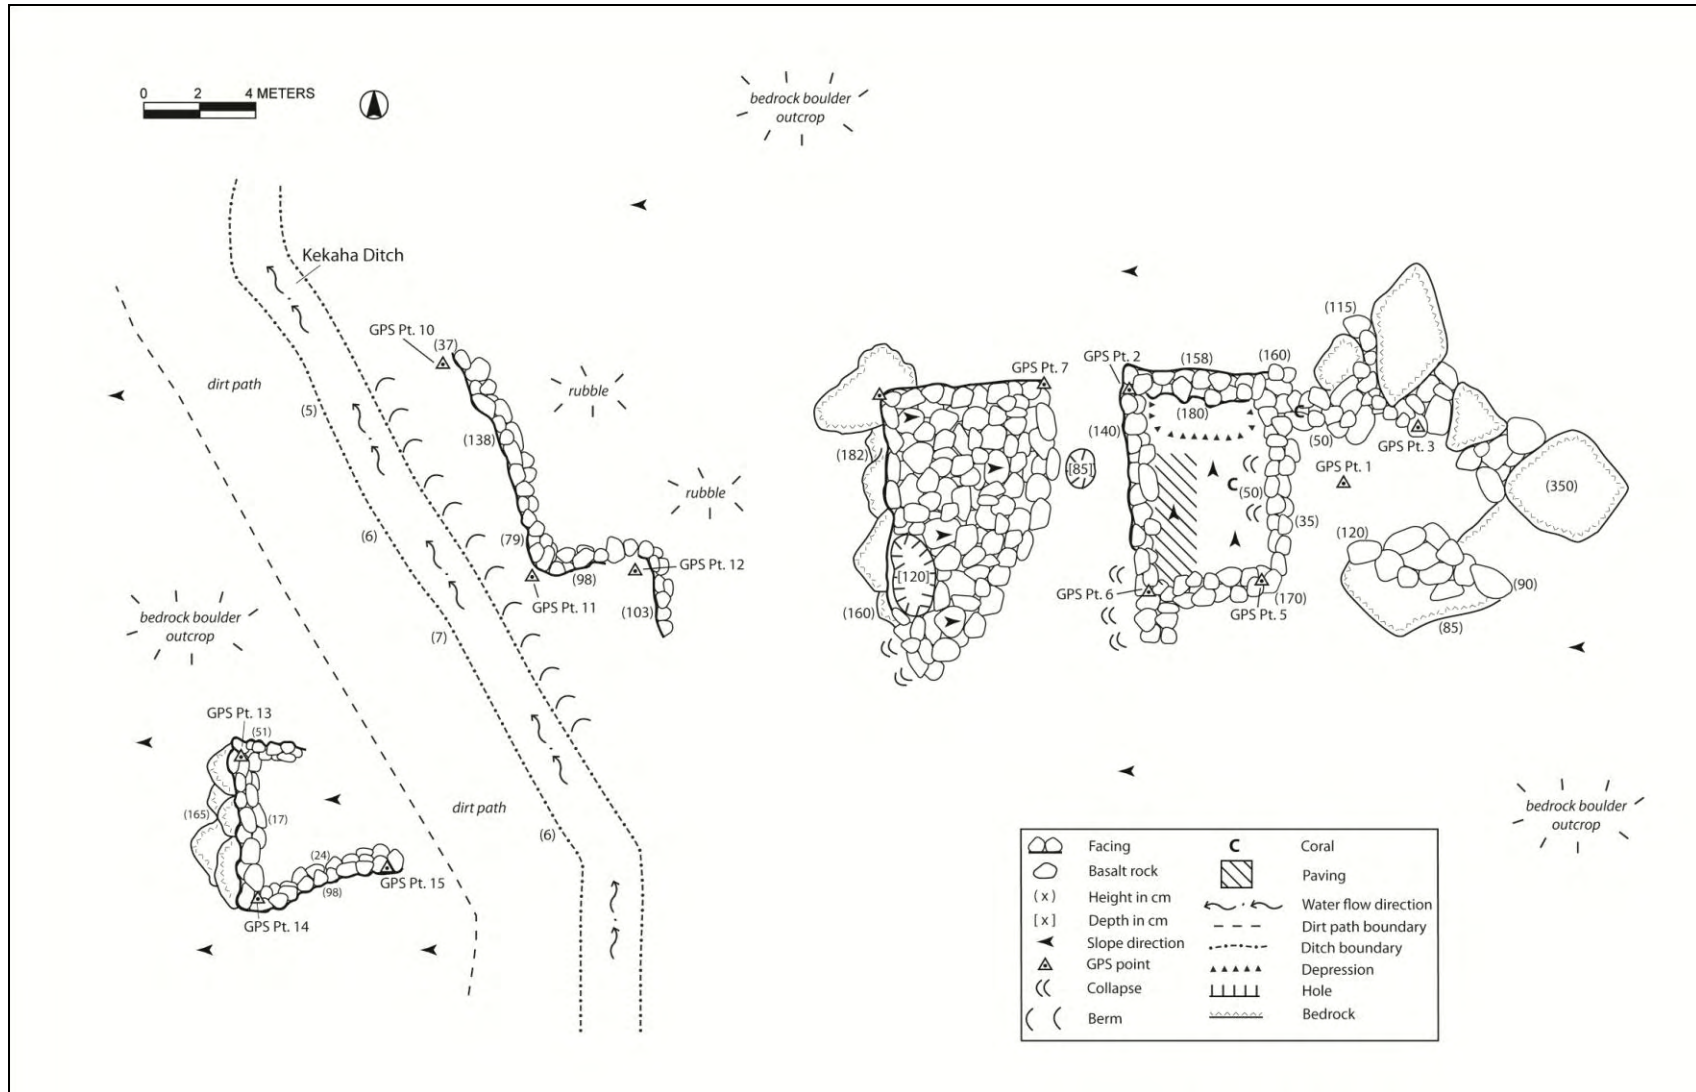 0 2 4 METERS
bedrock boulder
outcrop
Kekaha Ditch
GPS Pt. 10
(37)
dirt path
(5)
rubble
(138)
rubble
(6)
(79)
(98)
GPS Pt. 12
GPS Pt. 11
(103)
(7)
bedrock boulder
outcrop
GPS Pt. 13
(51)
(165)
(17)
dirt path
(6)
(24)
(98)
GPS Pt. 15
GPS Pt. 14
GPS Pt. 7
(182)
[85]
[120]
(160)
GPS Pt. 2
(158)
(160)
(115)
(180)
(140)
C
(50)
GPS Pt. 3
GPS Pt. 1
C
(50)
(35)
(350)
(120)
GPS Pt. 6
GPS Pt. 5
(170)
(90)
(85)
bedrock boulder
outcrop
Facing
Basalt rock
(x) Height in cm
[x] Depth in cm
Slope direction
GPS point
Collapse
Berm
C Coral
Paving
Water flow direction
Dirt path boundary
Ditch boundary
Depression
Hole
Bedrock